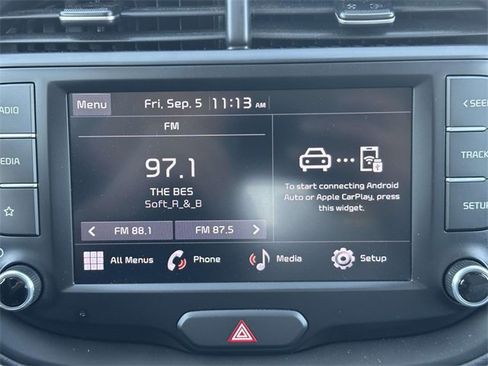 Menu
Fri, Sep. 5 11:13 AM
FM
97.1
THE BES
Soft_R_&_B
FM 88.1
FM 87.5
To start connecting Android
Auto or Apple CarPlay, press
this widget.
All Menus
Phone
Media
Setup
ADIO
EDIA
SEE
TRACK
SETU